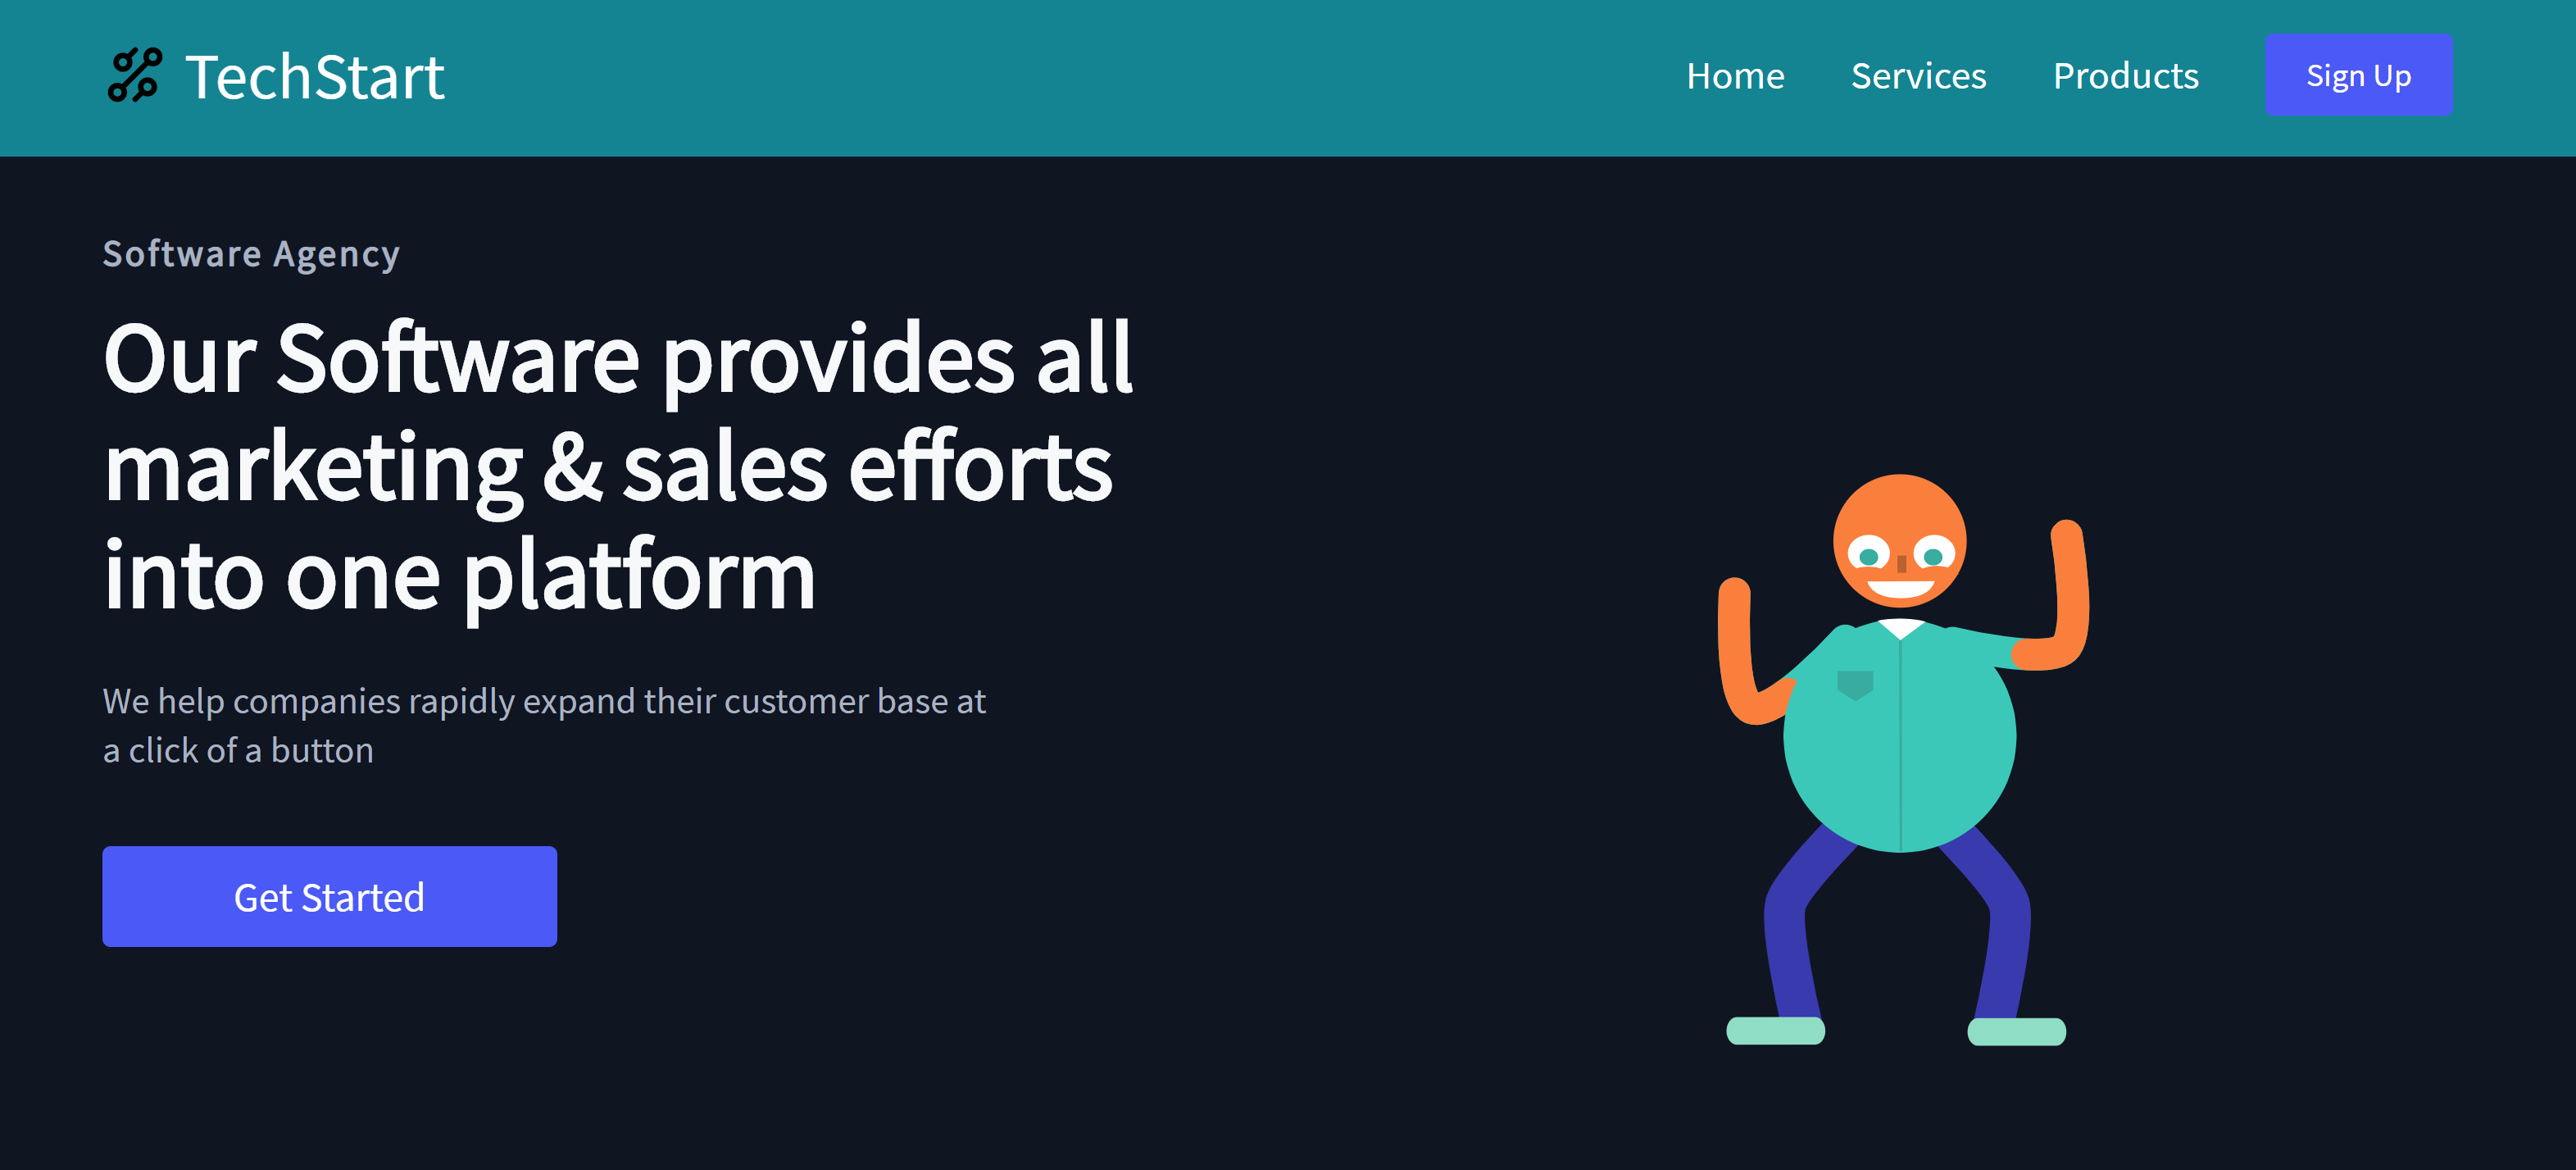 TechStart
Home Services Products Sign Up
Software Agency
Our Software provides all
marketing & sales efforts
into one platform
We help companies rapidly expand their customer base at
a click of a button
Get Started